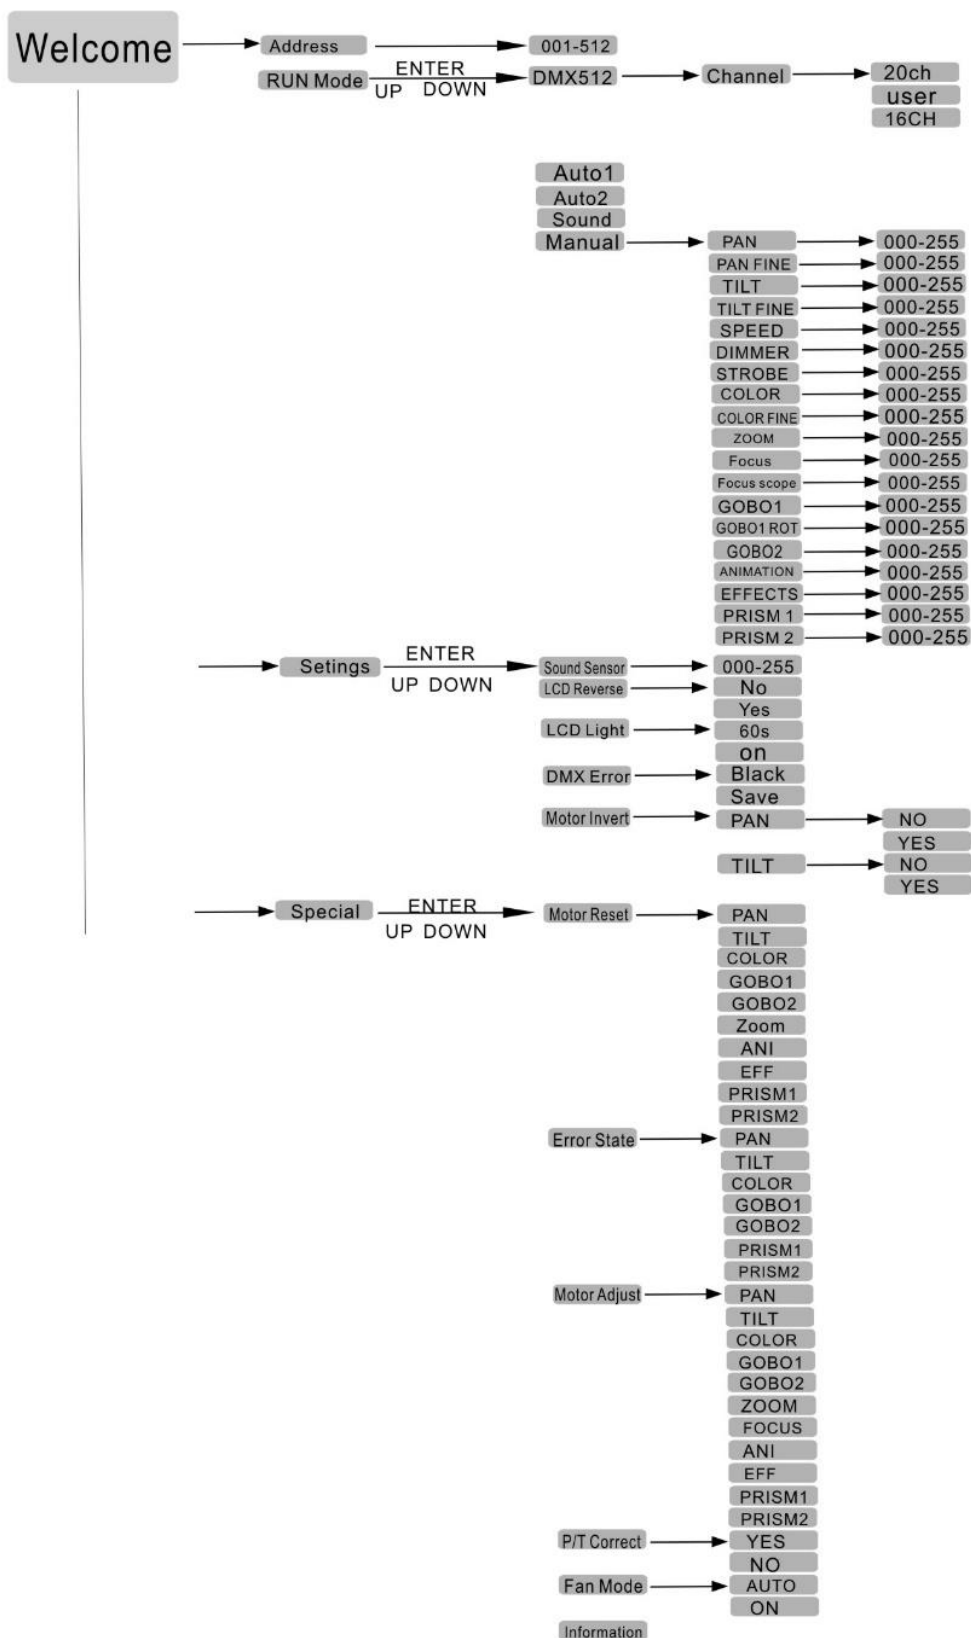 Welcome Address 001-512
RUN Mode ENTER DMX512 Channel 20ch
UP DOWN user
16CH
Auto1
Auto2
Sound
Manual PAN 000-255
PAN FINE 000-255
TILT 000-255
TILT FINE 000-255
SPEED 000-255
DIMMER 000-255
STROBE 000-255
COLOR 000-255
COLOR FINE 000-255
ZOOM 000-255
Focus 000-255
Focus scope 000-255
GOBO1 000-255
GOBO1 ROT 000-255
GOBO2 000-255
ANIMATION 000-255
EFFECTS 000-255
PRISM 1 000-255
PRISM 2 000-255
Setings ENTER Sound Sensor 000-255
UP DOWN LCD Reverse No
Yes
LCD Light 60s
on
DMX Error Black
Save
Motor Invert PAN NO
YES
TILT NO
YES
Special ENTER Motor Reset PAN
UP DOWN TILT
COLOR
GOBO1
GOBO2
Zoom
ANI
EFF
PRISM1
PRISM2
Error State PAN
TILT
COLOR
GOBO1
GOBO2
PRISM1
PRISM2
Motor Adjust PAN
TILT
COLOR
GOBO1
GOBO2
ZOOM
FOCUS
ANI
EFF
PRISM1
PRISM2
P/T Correct YES
NO
Fan Mode AUTO
ON
Information